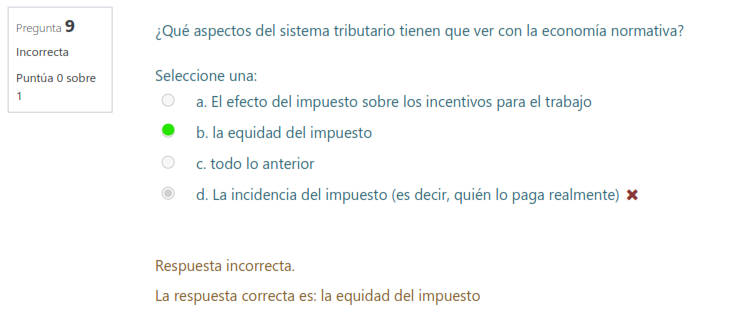 Pregunta 9
Incorrecta
Puntúa 0 sobre
1
¿Qué aspectos del sistema tributario tienen que ver con la economía normativa?
Seleccione una:
a. El efecto del impuesto sobre los incentivos para el trabajo
b. la equidad del impuesto
c. todo lo anterior
d. La incidencia del impuesto (es decir, quién lo paga realmente) ✖
Respuesta incorrecta.
La respuesta correcta es: la equidad del impuesto